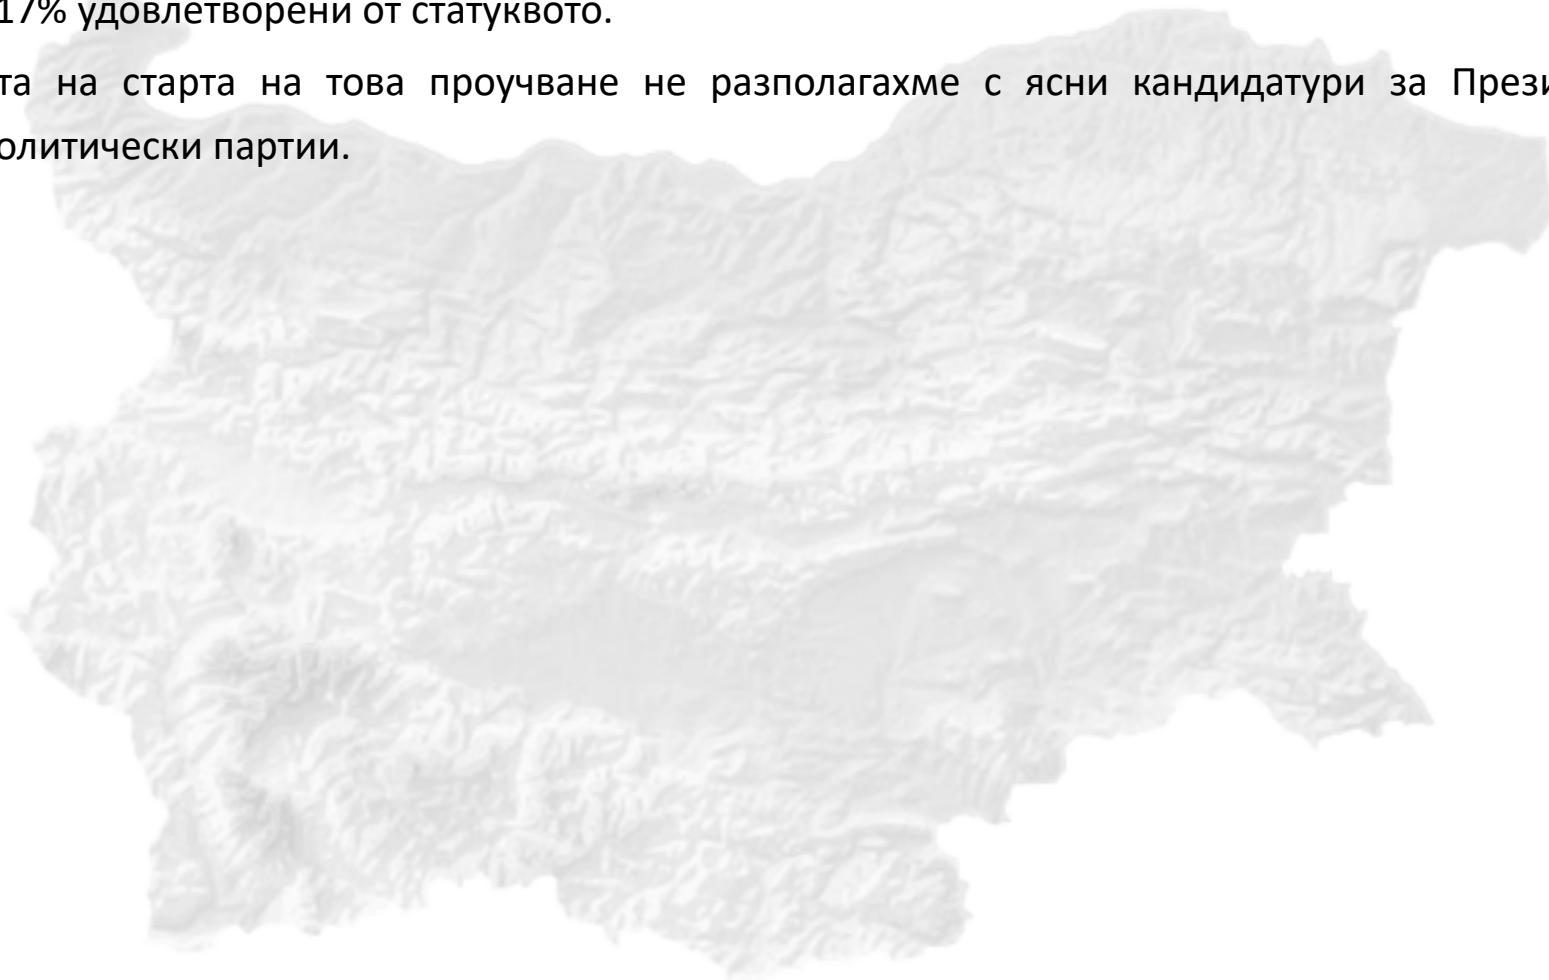 17% удовлетворени от статуквото.
та на старта на това проучване не разполагахме с ясни кандидатури за Прези
олитически партии.